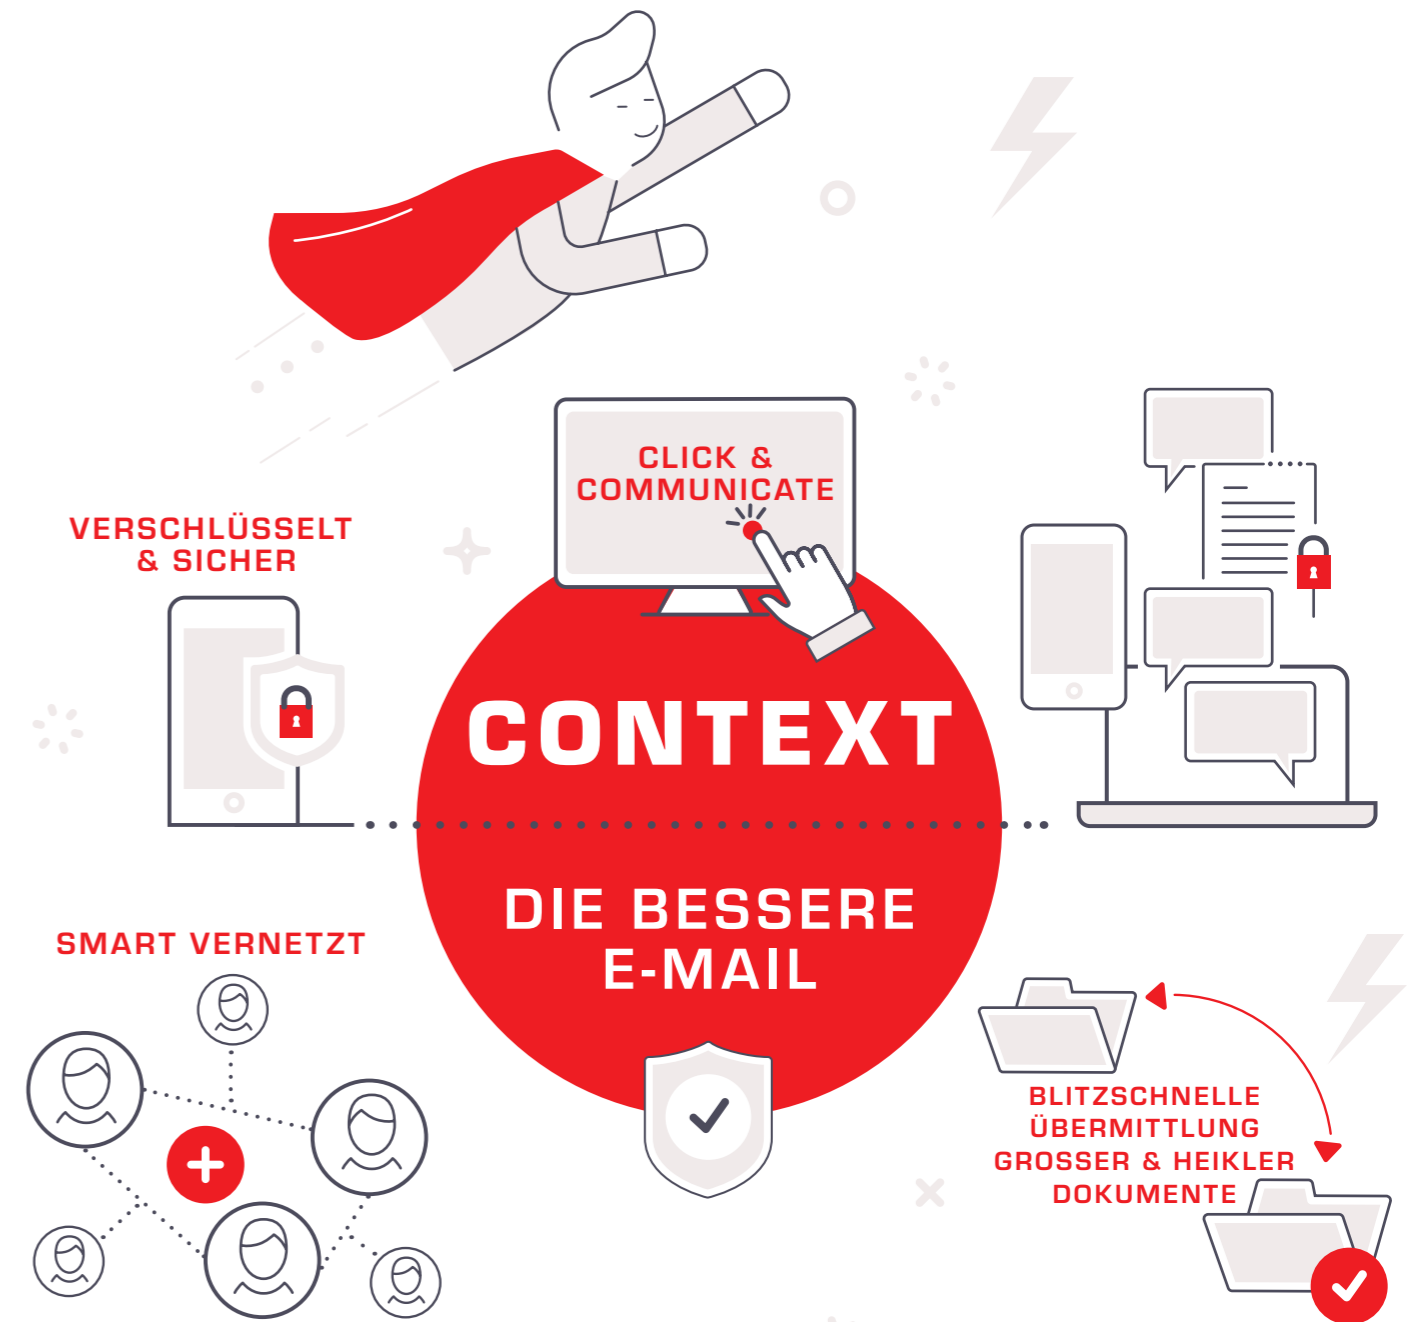 CLICK &
COMMUNICATE
VERSCHLÜSSELT
& SICHER
CONTEXT
DIE BESSERE
E-MAIL
SMART VERNETZT
BLITZSCHNELLE
ÜBERMITTLUNG
GROSSER & HEIKLER
DOKUMENTE